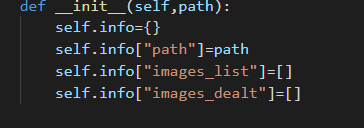 def __init__(self,path):
    self.info={}
    self.info["path"]=path
    self.info["images_list"]=[]
    self.info["images_dealt"]=[]